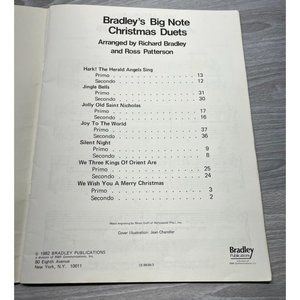 Bradley's Big Note
Christmas Duets
Arranged by Richard Bradley
and Ross Patterson
Hark! The Herald Angels Sing
Primo . . . . . . . . . . . 13
Secondo . . . . . . . . . . 12
Jingle Bells
Primo . . . . . . . . . . . 31
Secondo . . . . . . . . . . 30
Jolly Old Saint Nicholas
Primo . . . . . . . . . . . 17
Secondo . . . . . . . . . . 16
Joy To The World
Primo . . . . . . . . . . . 37
Secondo . . . . . . . . . . 36
Silent Night
Primo . . . . . . . . . . . 9
Secondo . . . . . . . . . . 8
We Three Kings Of Orient Are
Primo . . . . . . . . . . . 25
Secondo . . . . . . . . . . 24
We Wish You A Merry Christmas
Primo . . . . . . . . . . . 3
Secondo . . . . . . . . . . 2
Cover Illustration: Jean Chandler
© 1982 BRADLEY PUBLICATIONS
80 Eighth Avenue
New York, N.Y. 10011
Bradley
Publications